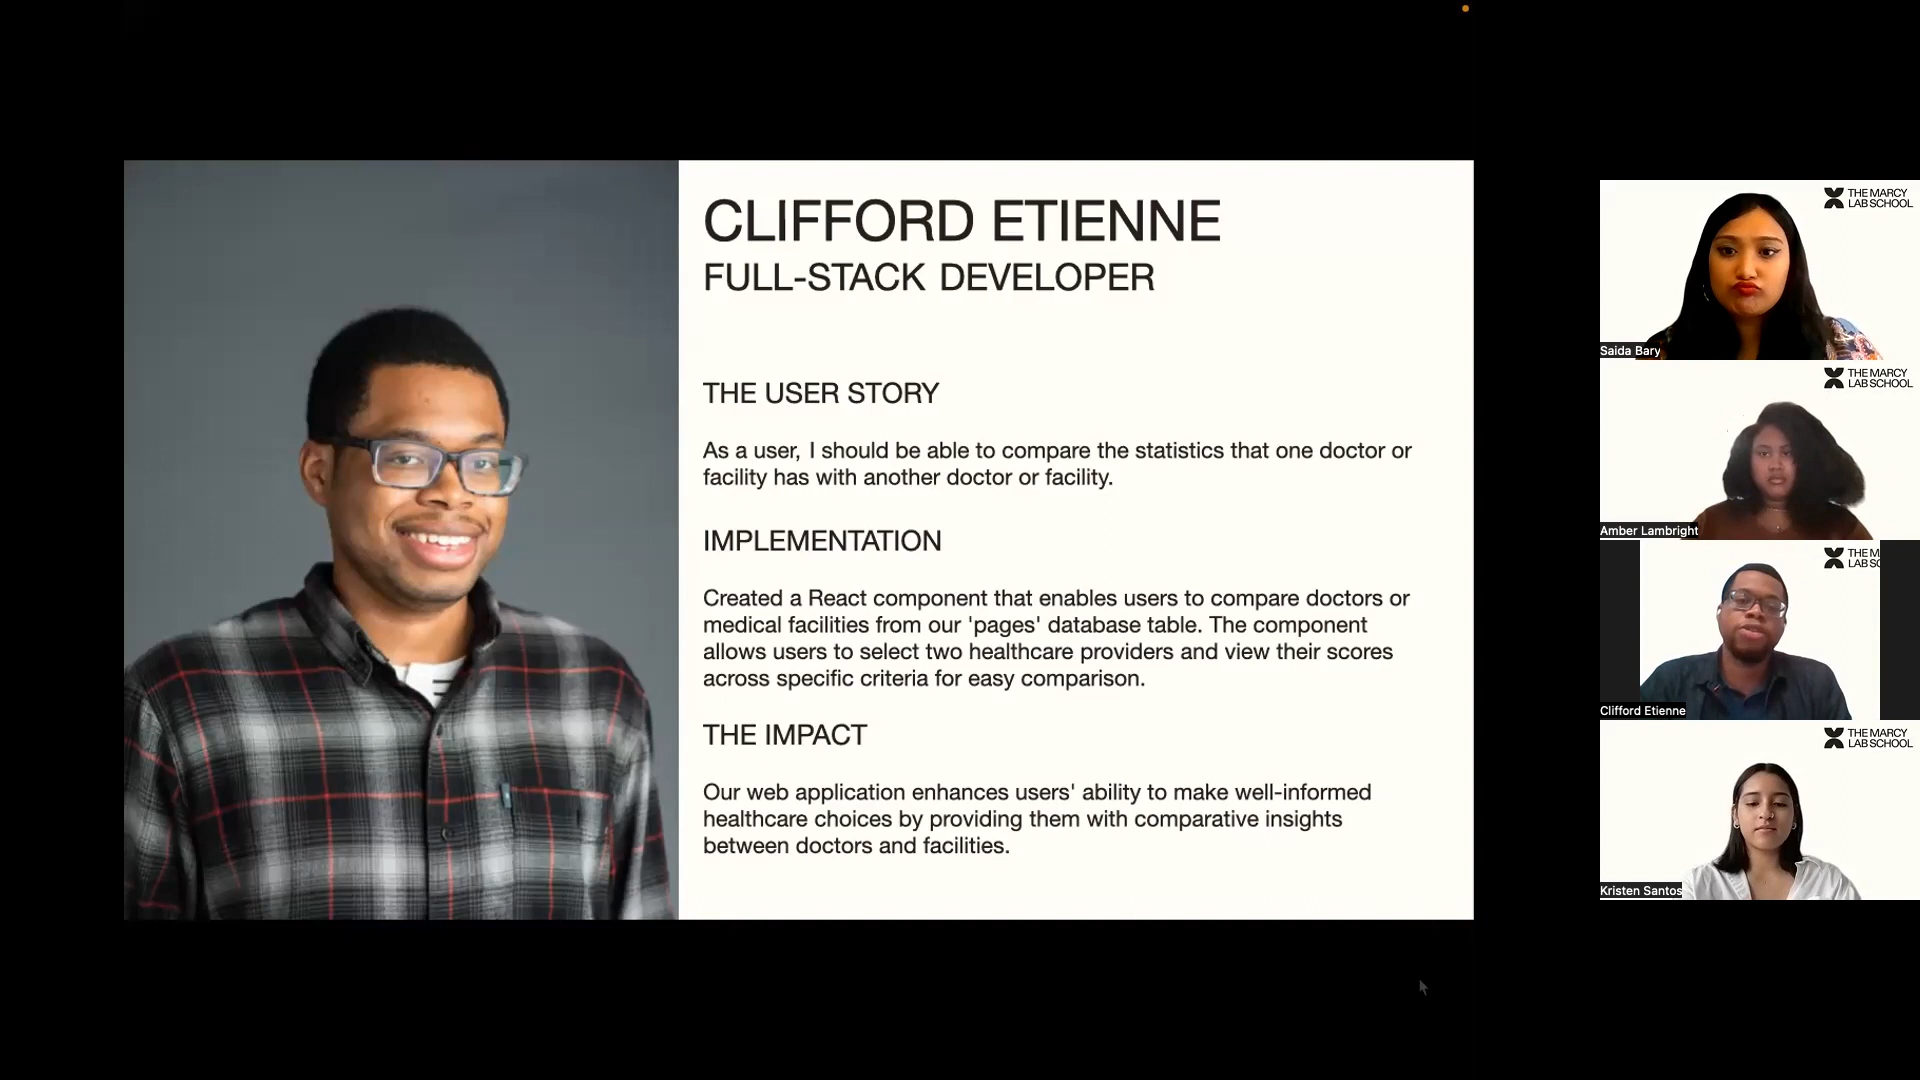 CLIFFORD ETIENNE
FULL-STACK DEVELOPER
THE USER STORY
As a user, I should be able to compare the statistics that one doctor or
facility has with another doctor or facility.
IMPLEMENTATION
Created a React component that enables users to compare doctors or
medical facilities from our 'pages' database table. The component
allows users to select two healthcare providers and view their scores
across specific criteria for easy comparison.
THE IMPACT
Our web application enhances users' ability to make well-informed
healthcare choices by providing them with comparative insights
between doctors and facilities.
THE MARCY
LAB SCHOOL
Saida Bary
THE MARCY
LAB SCHOOL
Amber Lambright
THE M
LAB SC
Clifford Etienne
THE MARCY
LAB SCHOOL
Kristen Santos